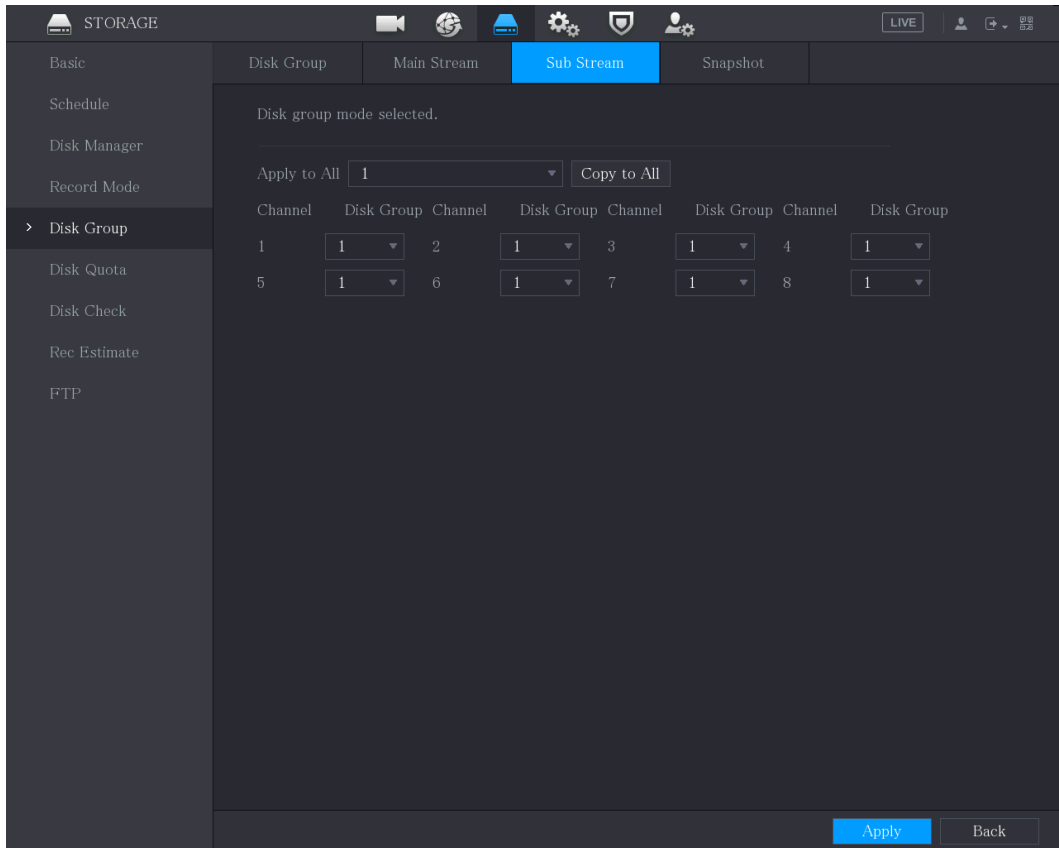 STORAGE LIVE
Basic
Schedule
Disk Manager
Record Mode
Disk Group
Disk Quota
Disk Check
Rec Estimate
FTP
Disk Group Main Stream Sub Stream Snapshot
Disk group mode selected.
Apply to All 1 Copy to All
Channel Disk Group Channel Disk Group Channel Disk Group Channel Disk Group
1 1 2 1 3 1 4 1
5 1 6 1 7 1 8 1
Apply Back